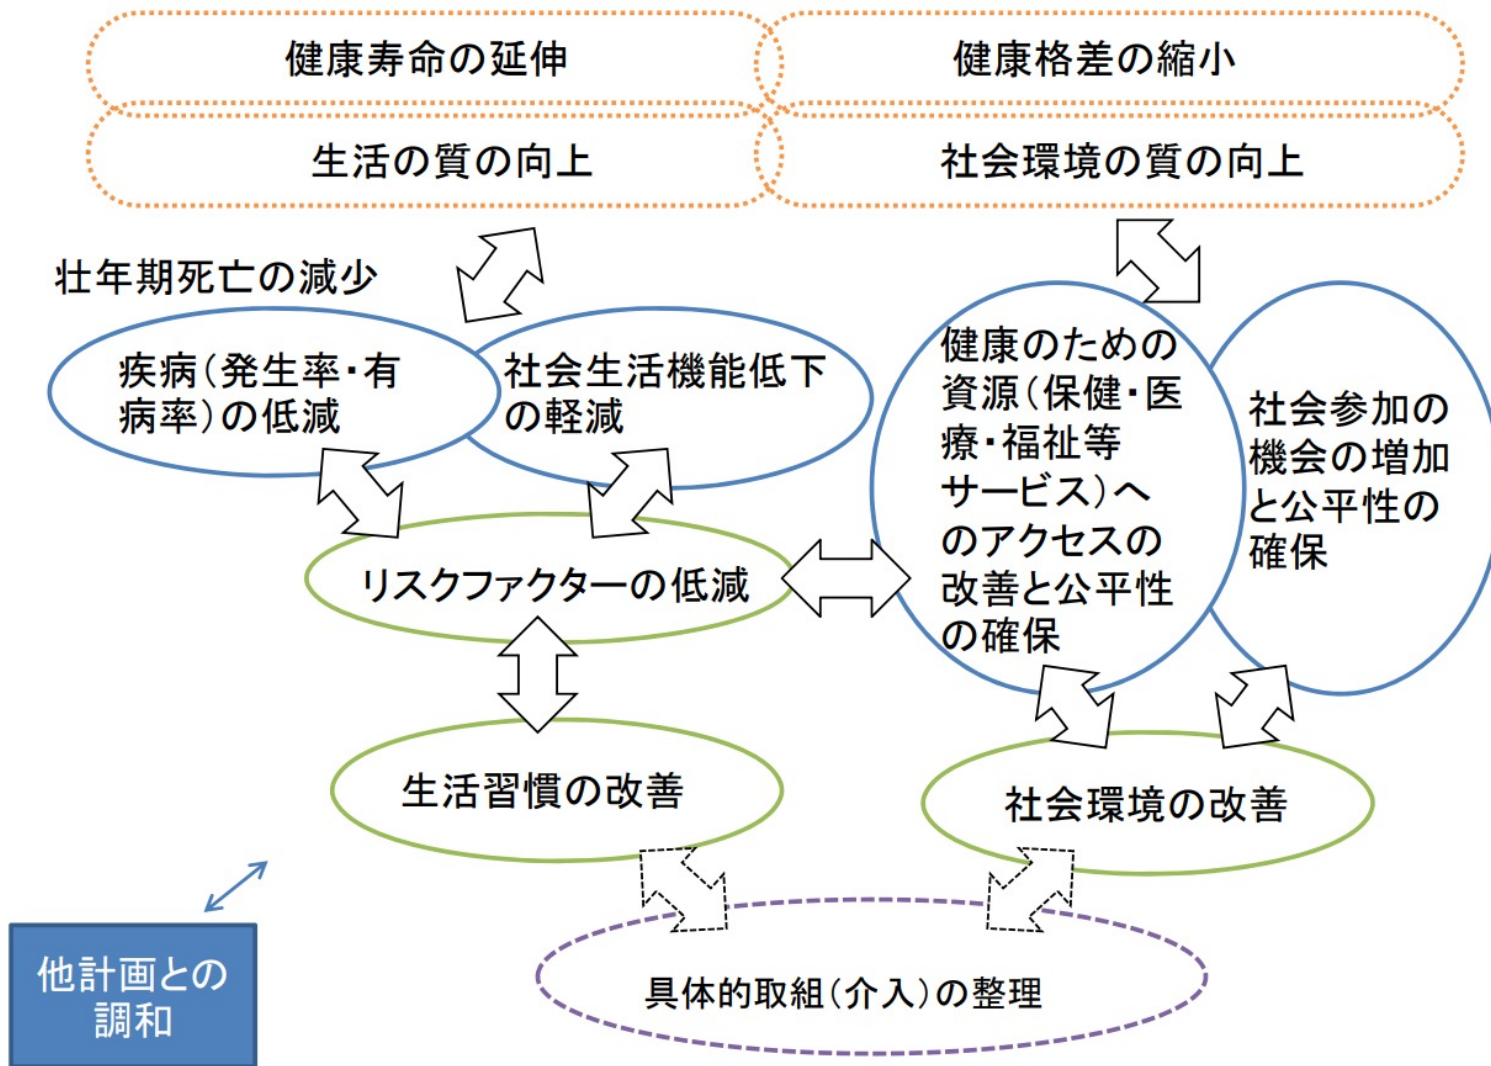 健康寿命の延伸
健康格差の縮小
生活の質の向上
社会環境の質の向上
壮年期死亡の減少
疾病(発生率・有
病率)の低減
社会生活機能低下
の軽減
健康のための
資源(保健・医
療・福祉等
サービス)へ
のアクセスの
改善と公平性
の確保
社会参加の
機会の増加
と公平性の
確保
リスクファクターの低減
生活習慣の改善
社会環境の改善
他計画との
調和
具体的取組(介入)の整理